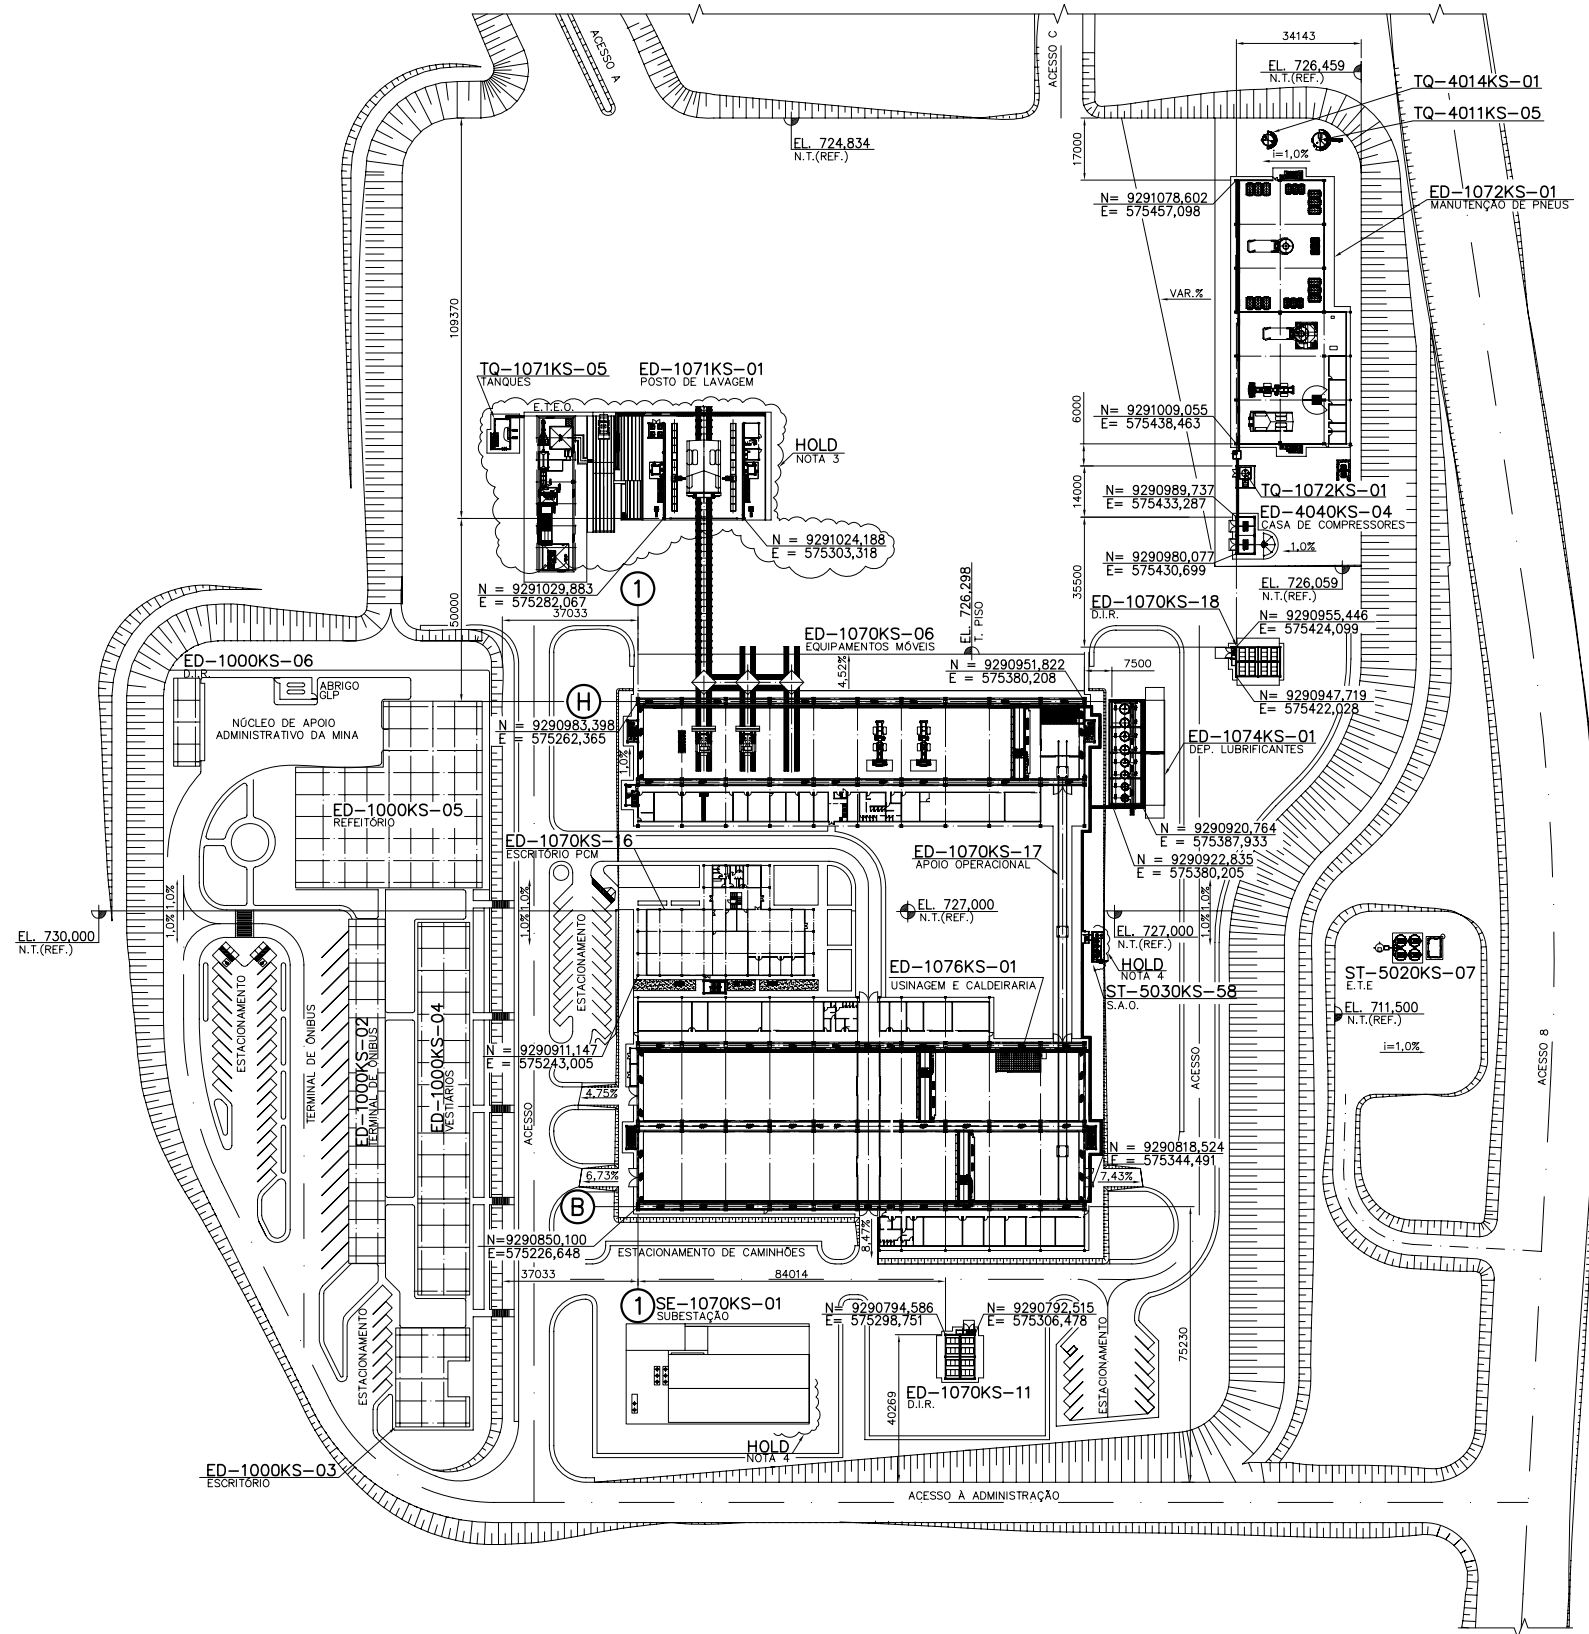 ACESSO A
ACESSO C
34143
EL. 726,459
N.T.(REF.)
TQ-4014KS-01
TQ-4011KS-05
i=1,0%
17000
EL. 724,834
N.T.(REF.)
N= 9291078,602
E= 575457,098
ED-1072KS-01
MANUTENÇÃO DE PNEUS
VAR.%
109370
TQ-1071KS-05
TANQUES
ED-1071KS-01
POSTO DE LAVAGEM
E.T.E.O.
HOLD
NOTA 3
6000
N= 9291009,055
E= 575438,463
14000
N= 9290989,737
E= 575433,287
TQ-1072KS-01
ED-4040KS-04
CASA DE COMPRESSORES
N = 9291024,188
E = 575303,318
1,0%
N= 9290980,077
E= 575430,699
EL. 726,059
N.T.(REF.)
N = 9291029,883
E = 575282,067
1
37033
50000
35500
EL. 726,298
T. PISO
ED-1070KS-18
D.I.R.
N= 9290955,446
E= 575424,099
ED-1070KS-06
EQUIPAMENTOS MÓVEIS
4,52%
N = 9290951,822
E = 575380,208
7500
N= 9290947,719
E= 575422,028
ED-1000KS-06
D.I.R.
ABRIGO
GLP
NÚCLEO DE APOIO
ADMINISTRATIVO DA MINA
H
N = 9290983,398
E = 575262,365
1,0%
ED-1074KS-01
DEP. LUBRIFICANTES
ED-1000KS-05
REFEITÓRIO
ED-1070KS-16
ESCRITÓRIO PCM
ED-1070KS-17
APOIO OPERACIONAL
N = 9290920,764
E = 575387,933
N = 9290922,835
E = 575380,205
1,0% 1,0%
1,0% 1,0%
1,0% 1,0%
EL. 730,000
N.T.(REF.)
EL. 727,000
N.T.(REF.)
EL. 727,000
N.T.(REF.)
ESTACIONAMENTO
ESTACIONAMENTO
HOLD
NOTA 4
ED-1076KS-01
USINAGEM E CALDEIRARIA
ST-5030KS-58
S.A.O.
ST-5020KS-07
E.T.E
EL. 711,500
N.T.(REF.)
i=1,0%
TERMINAL DE ÔNIBUS
ED-1000KS-02
TERMINAL DE ÔNIBUS
ED-1000KS-04
VESTIÁRIOS
N = 9290911,147
E = 575243,005
4,75%
ACESSO
ACESSO
ACESSO 8
N = 9290818,524
E = 575344,491
6,73%
7,43%
B
N=9290850,100
E=575226,648
8,47%
ESTACIONAMENTO DE CAMINHÕES
37033
84014
1
SE-1070KS-01
SUBESTAÇÃO
N= 9290794,586
E= 575298,751
N= 9290792,515
E= 575306,478
ESTACIONAMENTO
ESTACIONAMENTO
75230
40269
ED-1070KS-11
D.I.R.
HOLD
NOTA 4
ED-1000KS-03
ESCRITÓRIO
ACESSO À ADMINISTRAÇÃO